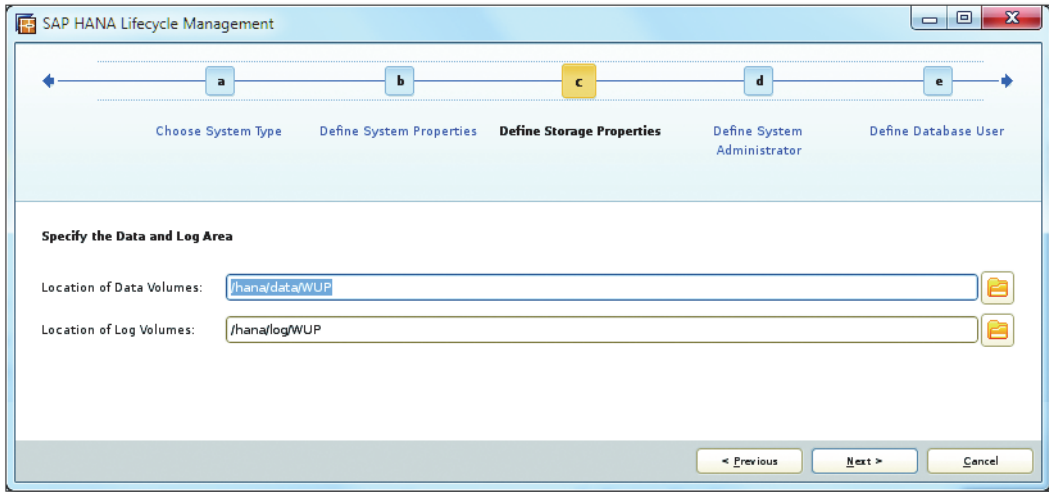 SAP HANA Lifecycle Management
a b c d e
Choose System Type Define System Properties Define Storage Properties Define System Administrator Define Database User
Specify the Data and Log Area
Location of Data Volumes: /hana/data/WUP
Location of Log Volumes: /hana/log/WUP
< Previous Next > Cancel